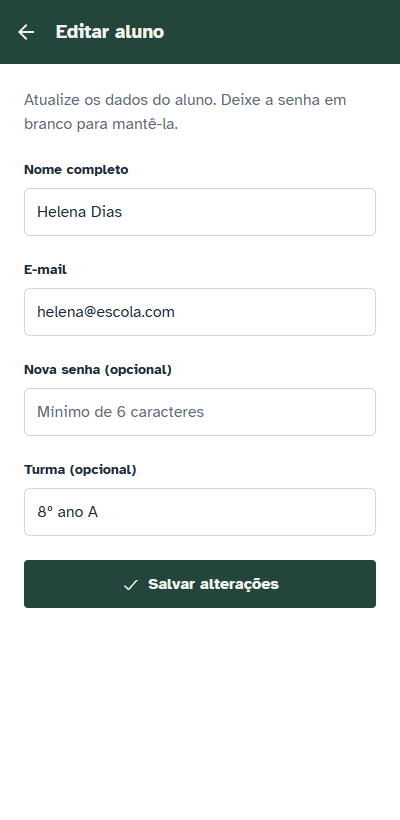 Editar aluno
Atualize os dados do aluno. Deixe a senha em
branco para mantê-la.
Nome completo
Helena Dias
E-mail
helena@escola.com
Nova senha (opcional)
Mínimo de 6 caracteres
Turma (opcional)
8º ano A
Salvar alterações